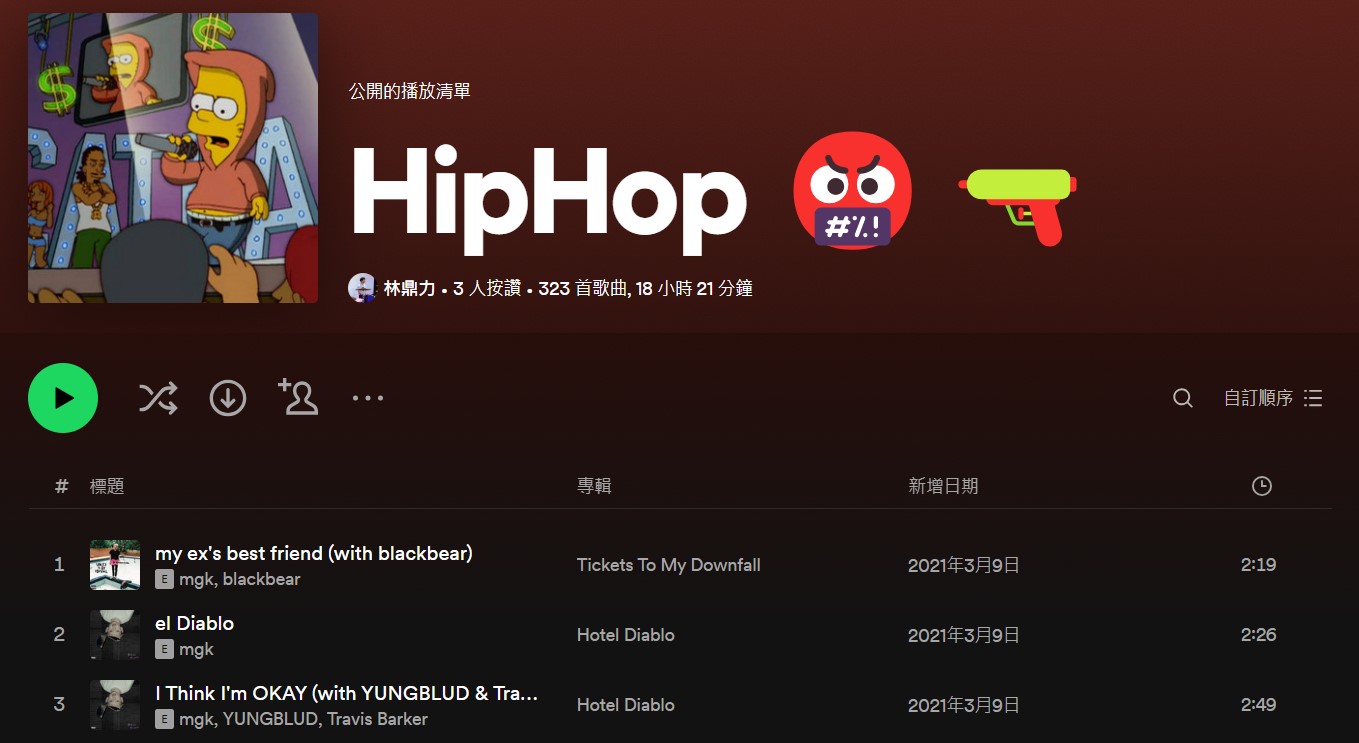 公開的播放清單
HipHop 🤬 🔫
#%!
林鼎力 • 3 人按讚 • 323 首歌曲, 18 小時 21 分鐘
自訂順序
# 標題 專輯 新增日期
1 my ex's best friend (with blackbear) Tickets To My Downfall 2021年3月9日 2:19
E mgk, blackbear
2 el Diablo Hotel Diablo 2021年3月9日 2:26
E mgk
3 I Think I'm OKAY (with YUNGBLUD & Tra... Hotel Diablo 2021年3月9日 2:49
E mgk, YUNGBLUD, Travis Barker